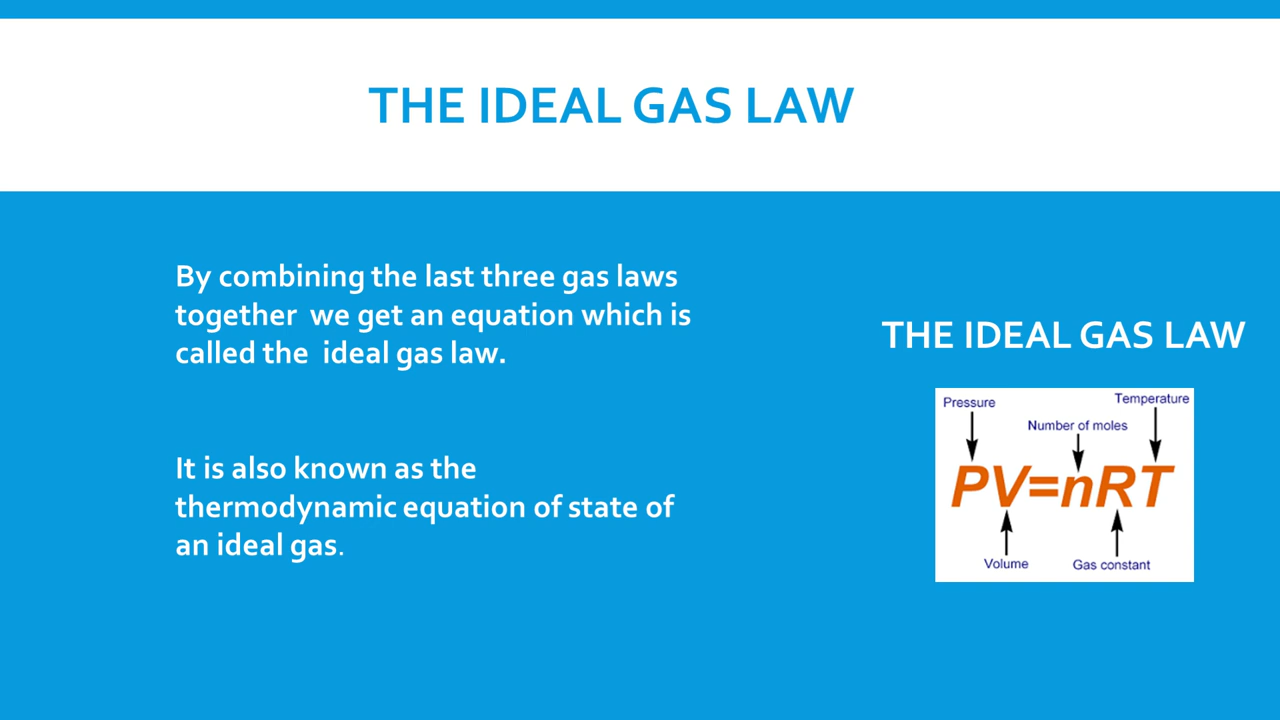 THE IDEAL GAS LAW
By combining the last three gas laws
together  we get an equation which is
called the  ideal gas law.
It is also known as the
thermodynamic equation of state of
an ideal gas.
THE IDEAL GAS LAW
Pressure
Temperature
Number of moles
PV=nRT
Volume
Gas constant